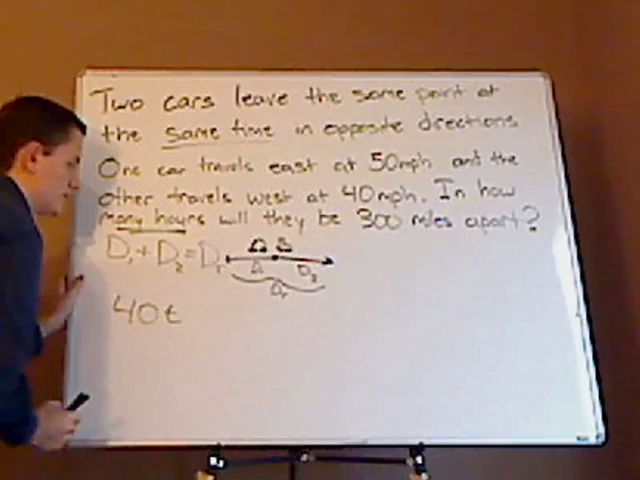 Two cars leave the same point at
the same time in opposite directions
One car travels east at 50mph and the
other travels west at 40mph. In how
many hours will they be 300 miles apart?
D₁ + D₂ = D_T
D₁ D₂
D_T
40t